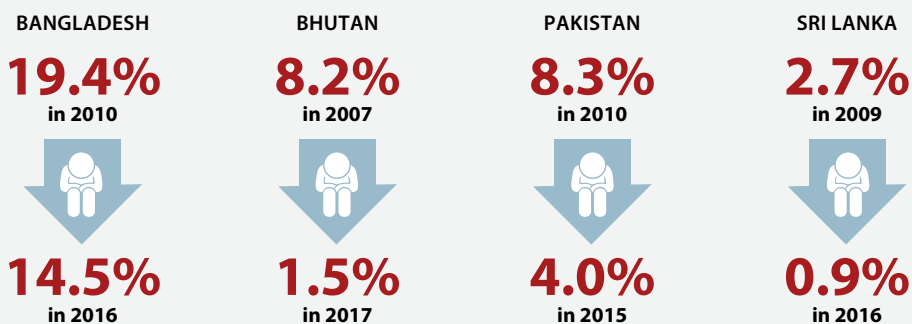 BANGLADESH
19.4%
in 2010
14.5%
in 2016
BHUTAN
8.2%
in 2007
1.5%
in 2017
PAKISTAN
8.3%
in 2010
4.0%
in 2015
SRI LANKA
2.7%
in 2009
0.9%
in 2016